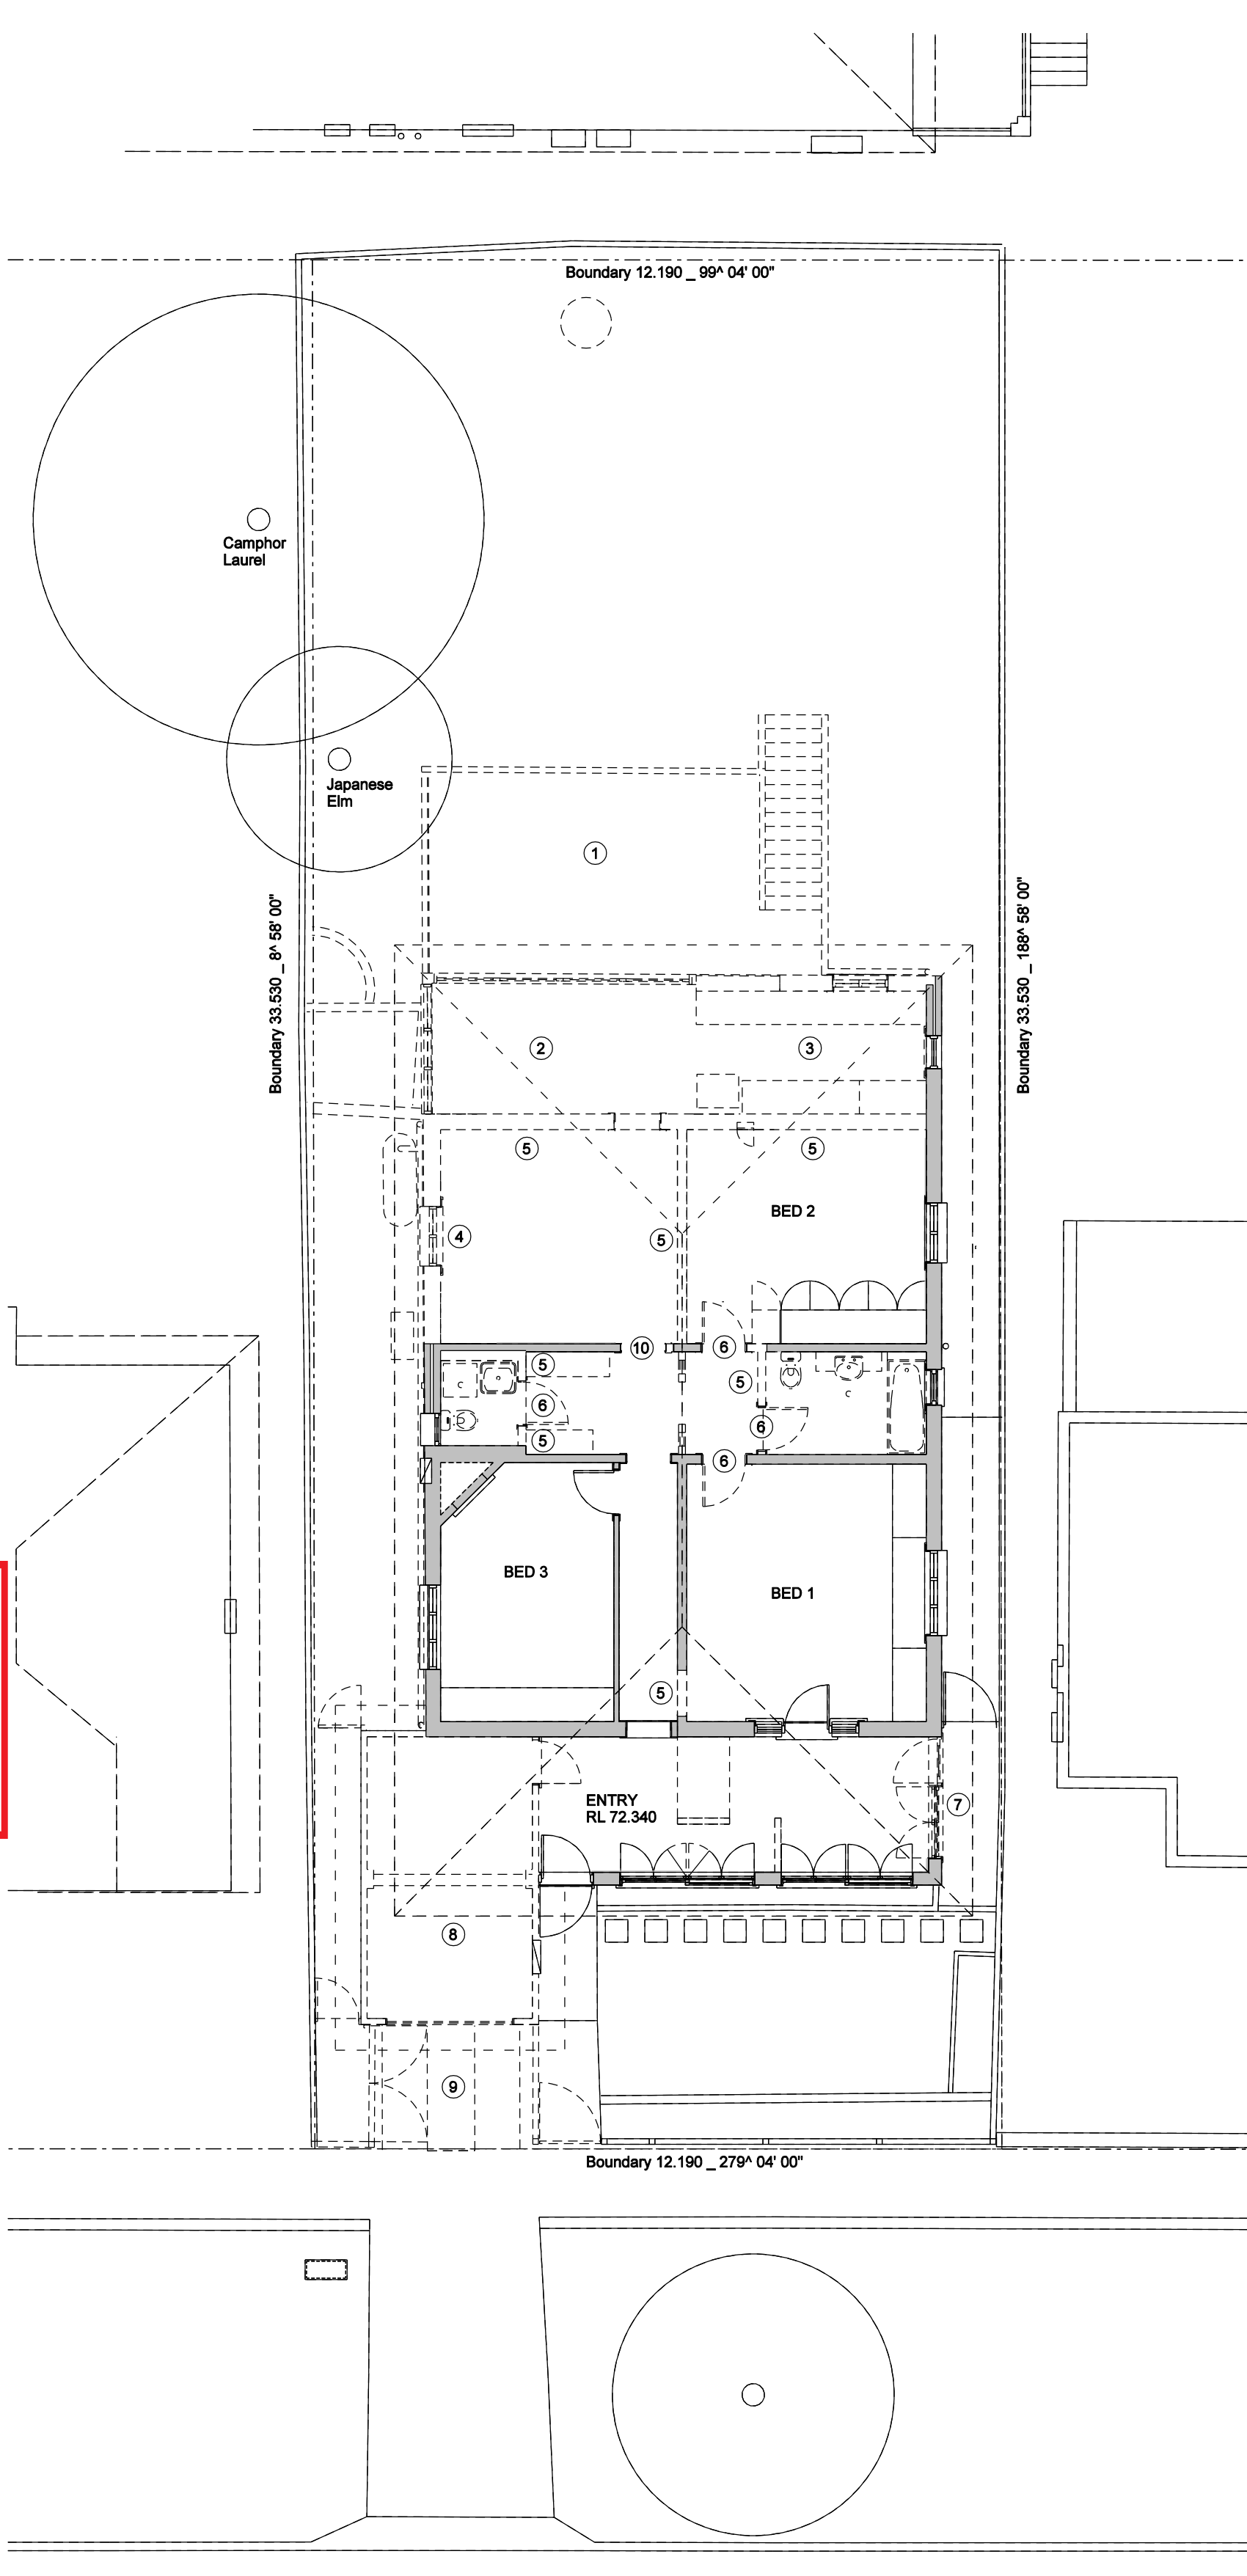 Boundary 12.190 _ 99^ 04' 00"
Camphor
Laurel
Japanese
Elm
1
Boundary 33.530 _ 8^ 58' 00"
Boundary 33.530 _ 188^ 58' 00"
2
3
5
5
BED 2
4
5
10
6
5
5
6
6
5
6
BED 3
BED 1
5
ENTRY
RL 72.340
7
8
9
Boundary 12.190 _ 279^ 04' 00"